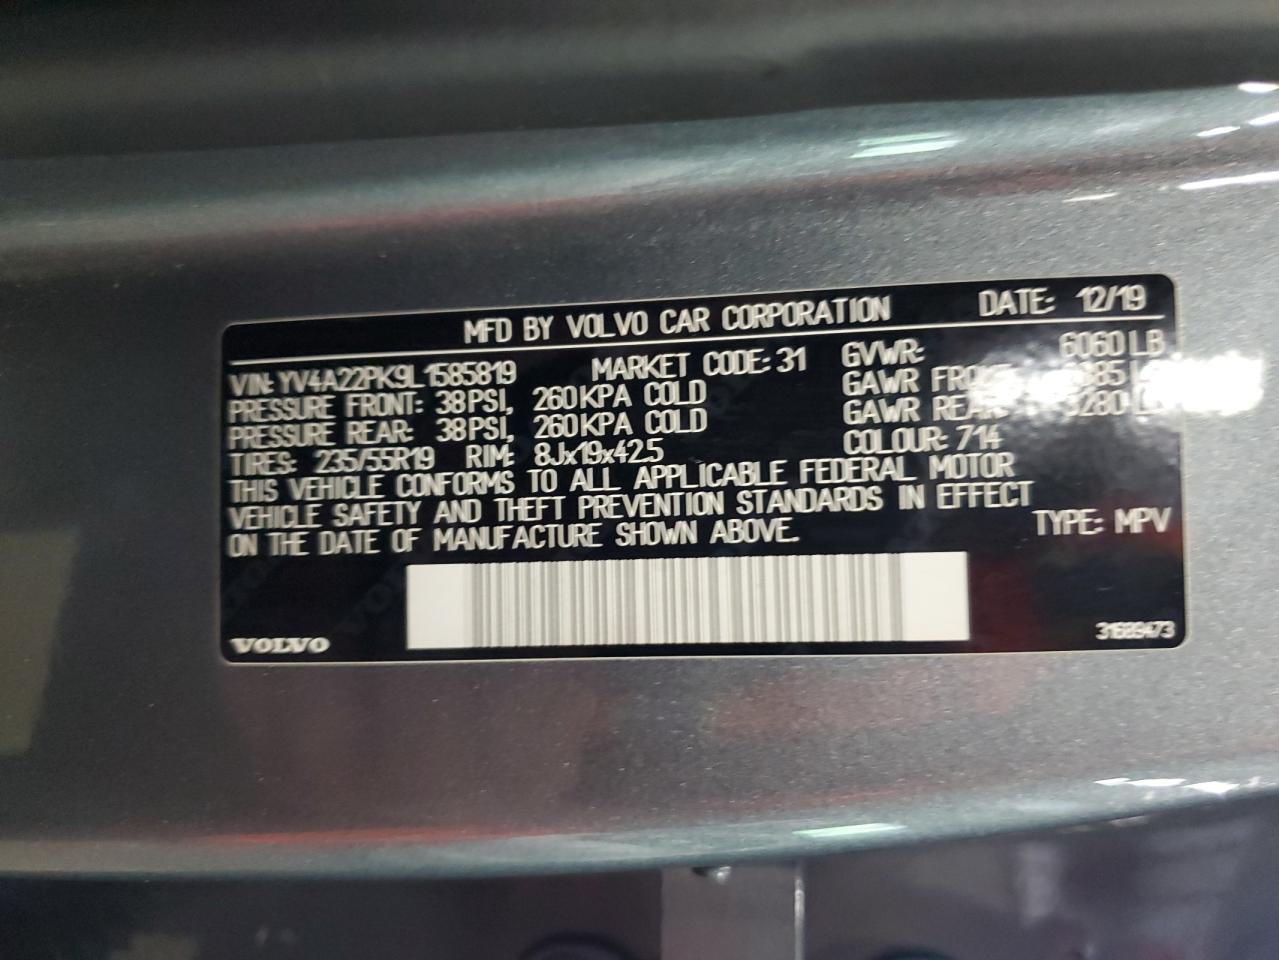 MFD BY VOLVO CAR CORPORATION DATE: 12/19
VIN: YV4A22PK9L1585819 MARKET CODE: 31 GVWR: 6060 LB
PRESSURE FRONT: 38 PSI, 260 KPA COLD GAWR
PRESSURE REAR: 38 PSI, 260 KPA COLD GAWR REAR
TIRES: 235/55R19 RIM: 8Jx19x42.5 COLOUR: 714
THIS VEHICLE CONFORMS TO ALL APPLICABLE FEDERAL MOTOR
VEHICLE SAFETY AND THEFT PREVENTION STANDARDS IN EFFECT
ON THE DATE OF MANUFACTURE SHOWN ABOVE. TYPE: MPV
VOLVO
31689473